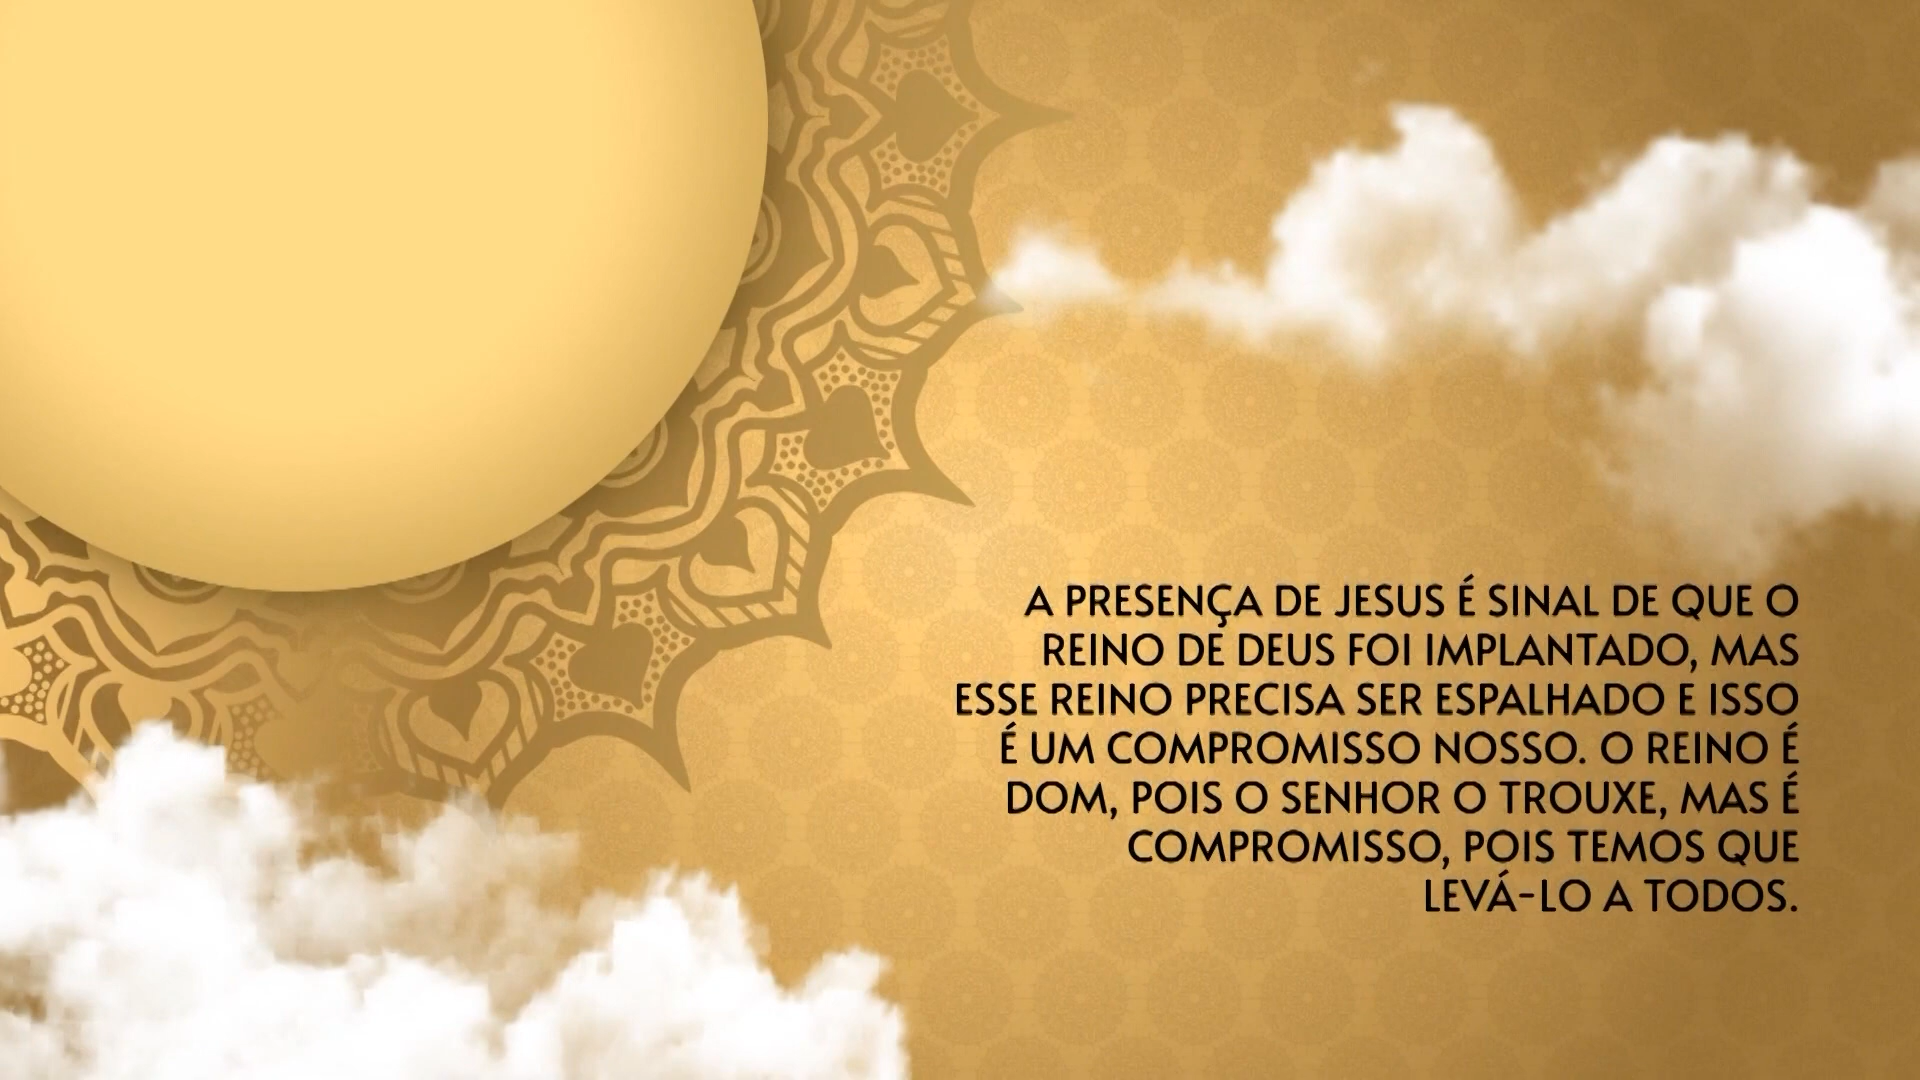 A PRESENÇA DE JESUS É SINAL DE QUE O
REINO DE DEUS FOI IMPLANTADO, MAS
ESSE REINO PRECISA SER ESPALHADO E ISSO
É UM COMPROMISSO NOSSO. O REINO É
DOM, POIS O SENHOR O TROUXE, MAS É
COMPROMISSO, POIS TEMOS QUE
LEVÁ-LO A TODOS.